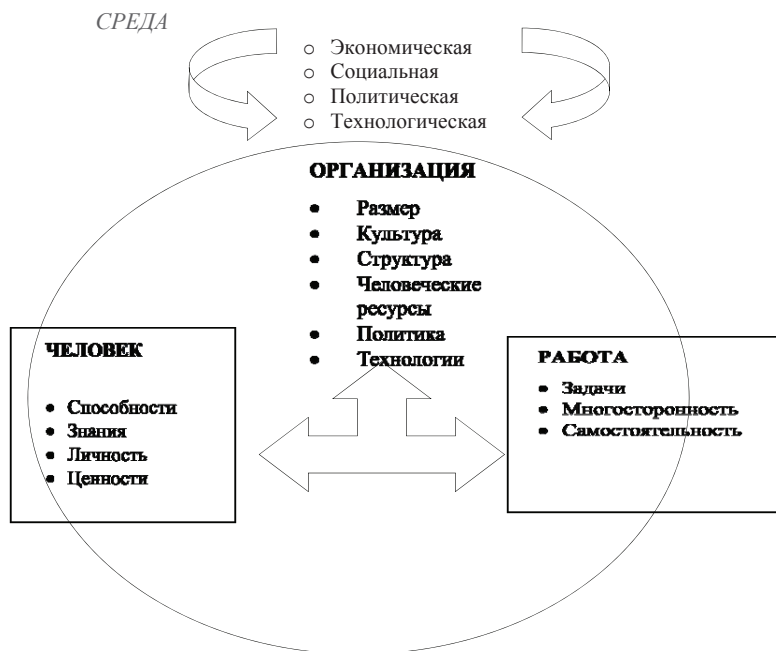 СРЕДА
o Экономическая
o Социальная
o Политическая
o Технологическая
ОРГАНИЗАЦИЯ
• Размер
• Культура
• Структура
• Человеческие
ресурсы
• Политика
• Технологии
ЧЕЛОВЕК
• Способности
• Знания
• Личность
• Ценности
РАБОТА
• Задачи
• Многосторонность
• Самостоятельность